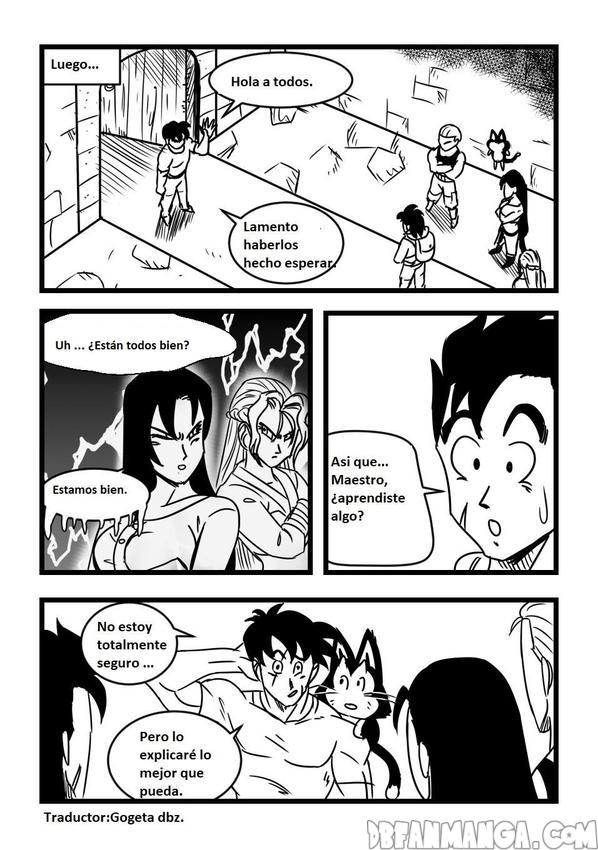 Luego...
Hola a todos.
Lamento
haberlos
hecho esperar.
Uh ... ¿Están todos bien?
Estamos bien.
Asi que...
Maestro,
¿aprendiste
algo?
No estoy
totalmente
seguro ...
Pero lo
explicaré lo
mejor que
pueda.
Traductor:Gogeta dbz.
DBFANMANGA.COM